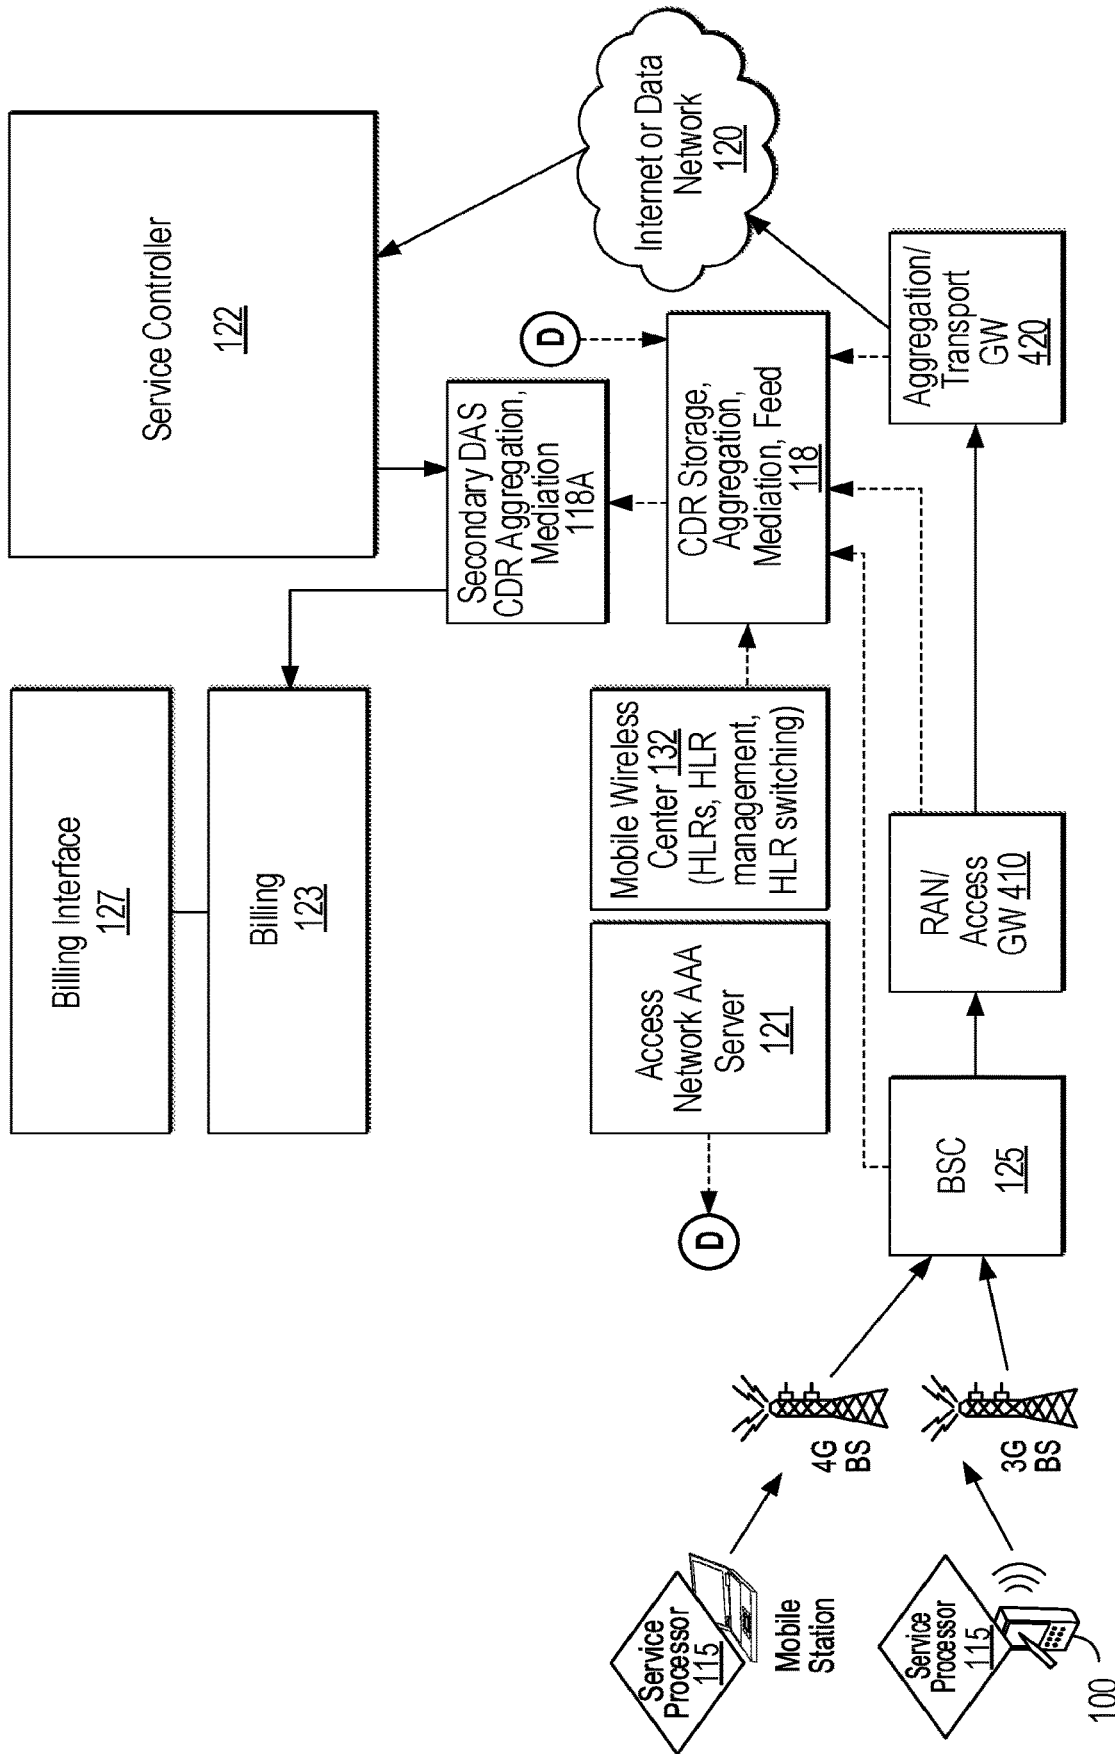 Billing Interface
127
Billing
123
Service Controller
122
Secondary DAS
CDR Aggregation,
Mediation
118A
D
Internet or Data
Network
120
CDR Storage,
Aggregation,
Mediation, Feed
118
Mobile Wireless
Center 132
(HLRs, HLR
management,
HLR switching)
Access
Network AAA
Server
121
D
Service
Processor
115
Mobile
Station
4G
BS
Service
Processor
115
100
3G
BS
BSC
125
RAN/
Access
GW 410
Aggregation/
Transport
GW
420